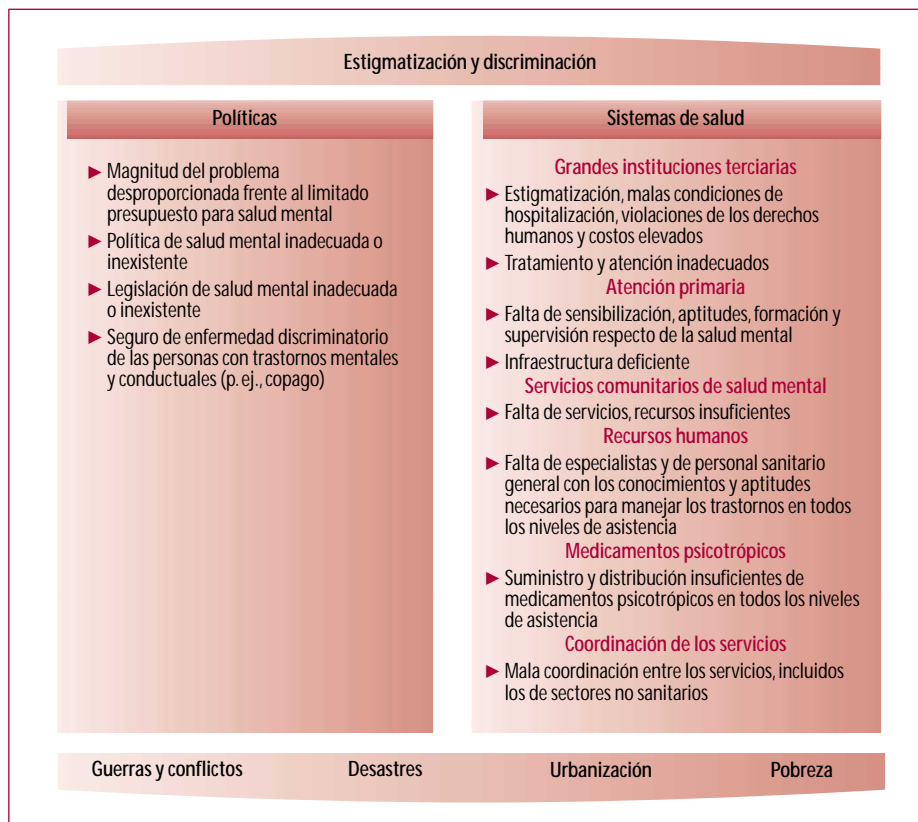 Estigmatización y discriminación
Políticas
► Magnitud del problema
desproporcionada frente al limitado
presupuesto para salud mental
► Política de salud mental inadecuada o
inexistente
► Legislación de salud mental inadecuada
o inexistente
► Seguro de enfermedad discriminatorio
de las personas con trastornos mentales
y conductuales (p. ej., copago)
Sistemas de salud
Grandes instituciones terciarias
► Estigmatización, malas condiciones de
hospitalización, violaciones de los derechos
humanos y costos elevados
► Tratamiento y atención inadecuados
Atención primaria
► Falta de sensibilización, aptitudes, formación y
supervisión respecto de la salud mental
► Infraestructura deficiente
Servicios comunitarios de salud mental
► Falta de servicios, recursos insuficientes
Recursos humanos
► Falta de especialistas y de personal sanitario
general con los conocimientos y aptitudes
necesarios para manejar los trastornos en todos
los niveles de asistencia
Medicamentos psicotrópicos
► Suministro y distribución insuficientes de
medicamentos psicotrópicos en todos los niveles
de asistencia
Coordinación de los servicios
► Mala coordinación entre los servicios, incluidos
los de sectores no sanitarios
Guerras y conflictos Desastres Urbanización Pobreza